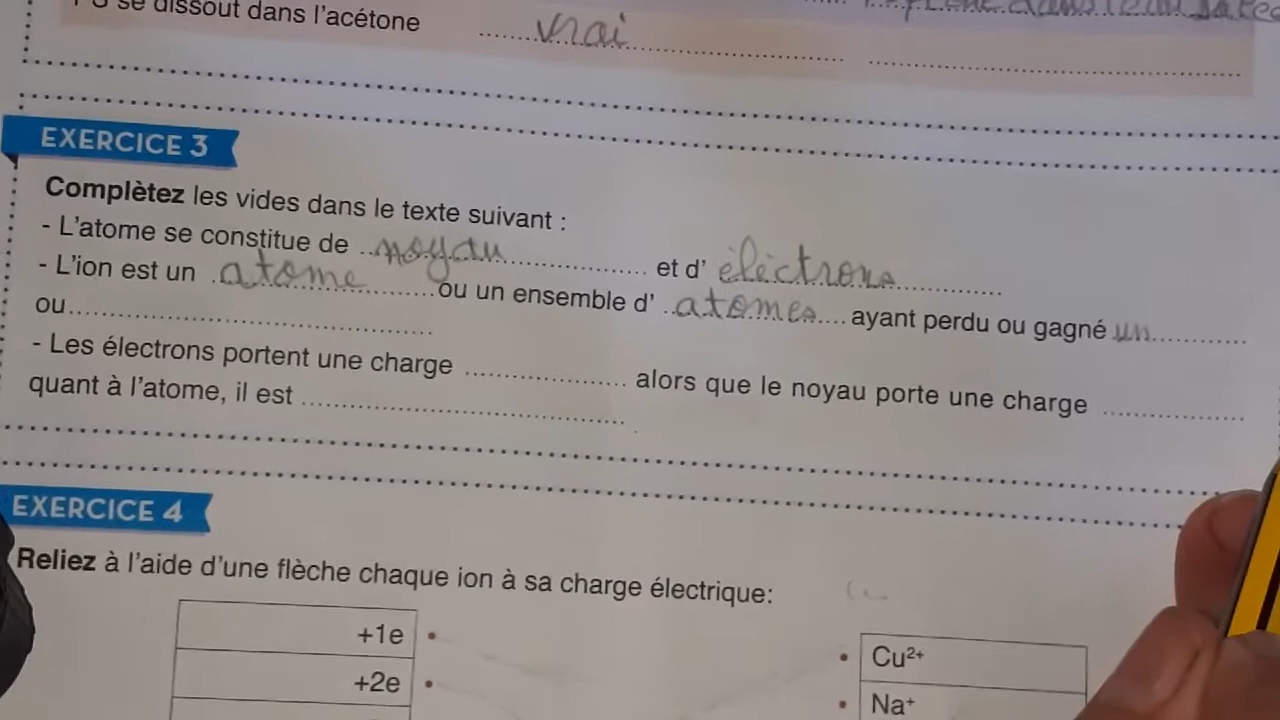 se dissout dans l'acétone vrai
EXERCICE 3
Complètez les vides dans le texte suivant :
- L'atome se constitue de noyau et d' électrons
- L'ion est un atome ou un ensemble d' atomes ayant perdu ou gagné un
ou
- Les électrons portent une charge alors que le noyau porte une charge
quant à l'atome, il est
EXERCICE 4
Reliez à l'aide d'une flèche chaque ion à sa charge électrique:
+1e
+2e
Cu²⁺
Na⁺